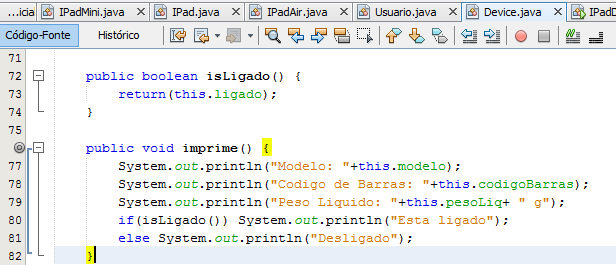 ...icial IPadMini.java IPad.java IPadAir.java Usuario.java Device.java IPadD
Código-Fonte Histórico
71
72 public boolean isLigado() {
73 return(this.ligado);
74 }
75
public void imprime() {
77 System.out.println("Modelo: "+this.modelo);
78 System.out.println("Codigo de Barras: "+this.codigoBarras);
79 System.out.println("Peso Liquido: "+this.pesoLiq+ " g");
80 if(isLigado()) System.out.println("Esta ligado");
81 else System.out.println("Desligado");
82 }